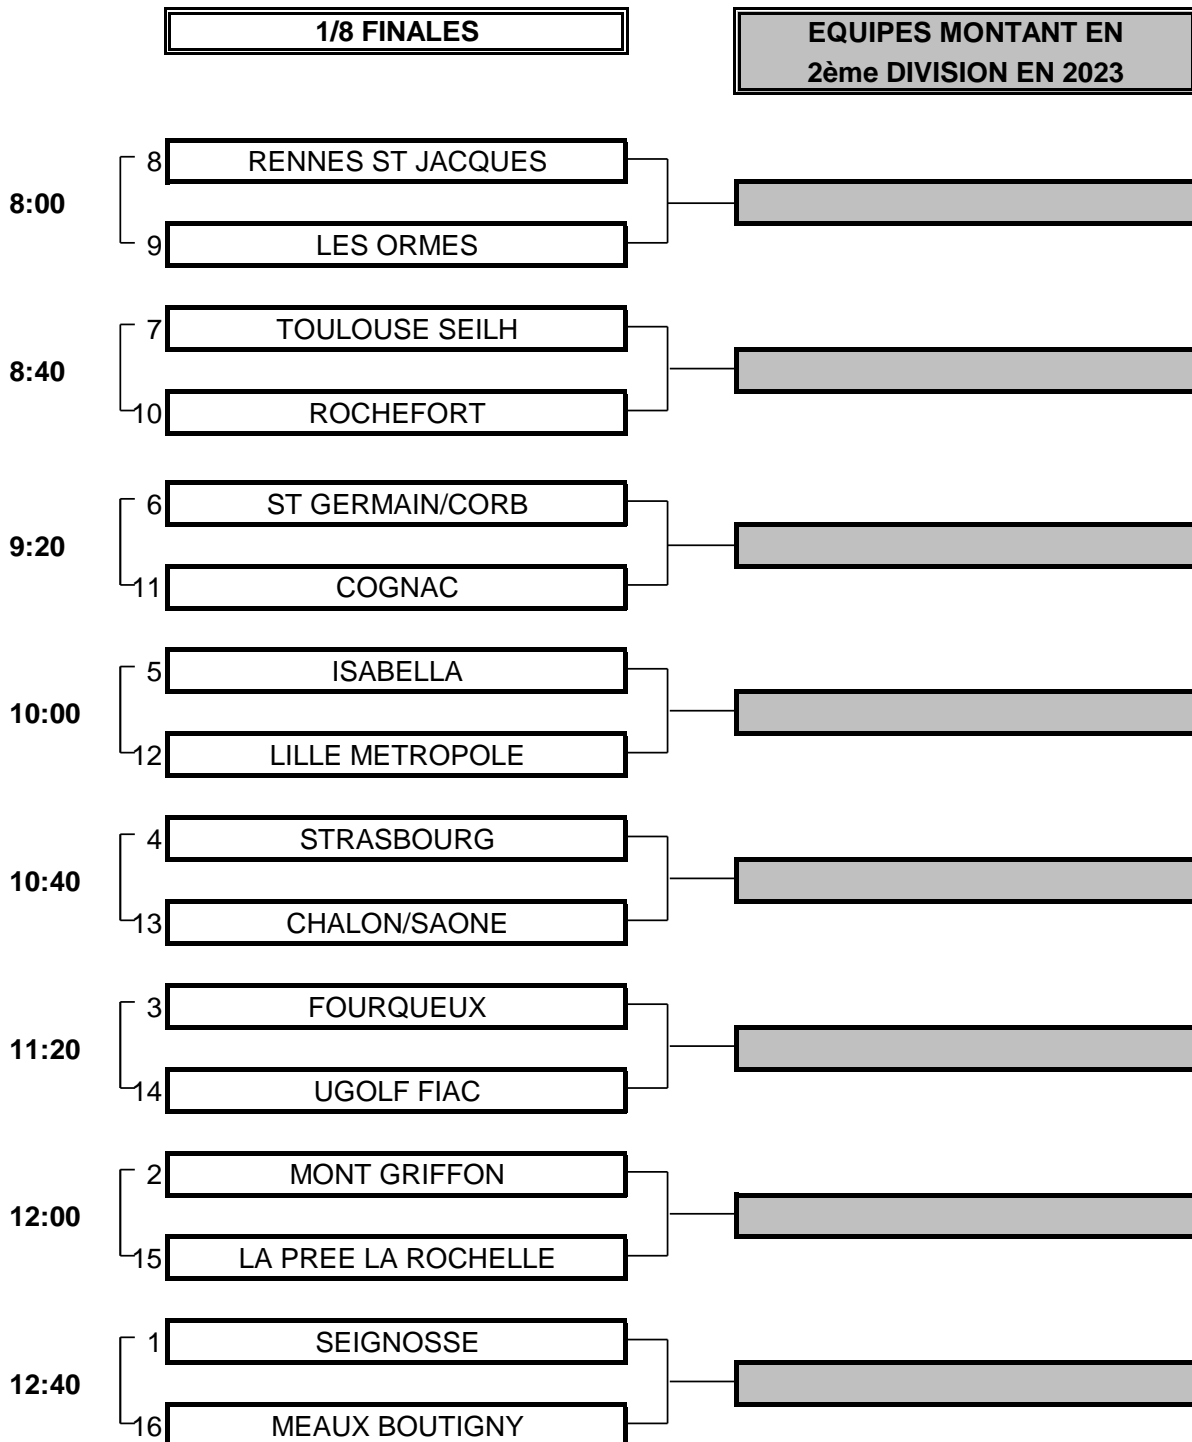 1/8 FINALES
EQUIPES MONTANT EN
2ème DIVISION EN 2023
8 RENNES ST JACQUES
8:00
9 LES ORMES
7 TOULOUSE SEILH
8:40
10 ROCHEFORT
6 ST GERMAIN/CORB
9:20
11 COGNAC
5 ISABELLA
10:00
12 LILLE METROPOLE
4 STRASBOURG
10:40
13 CHALON/SAONE
3 FOURQUEUX
11:20
14 UGOLF FIAC
2 MONT GRIFFON
12:00
15 LA PREE LA ROCHELLE
1 SEIGNOSSE
12:40
16 MEAUX BOUTIGNY